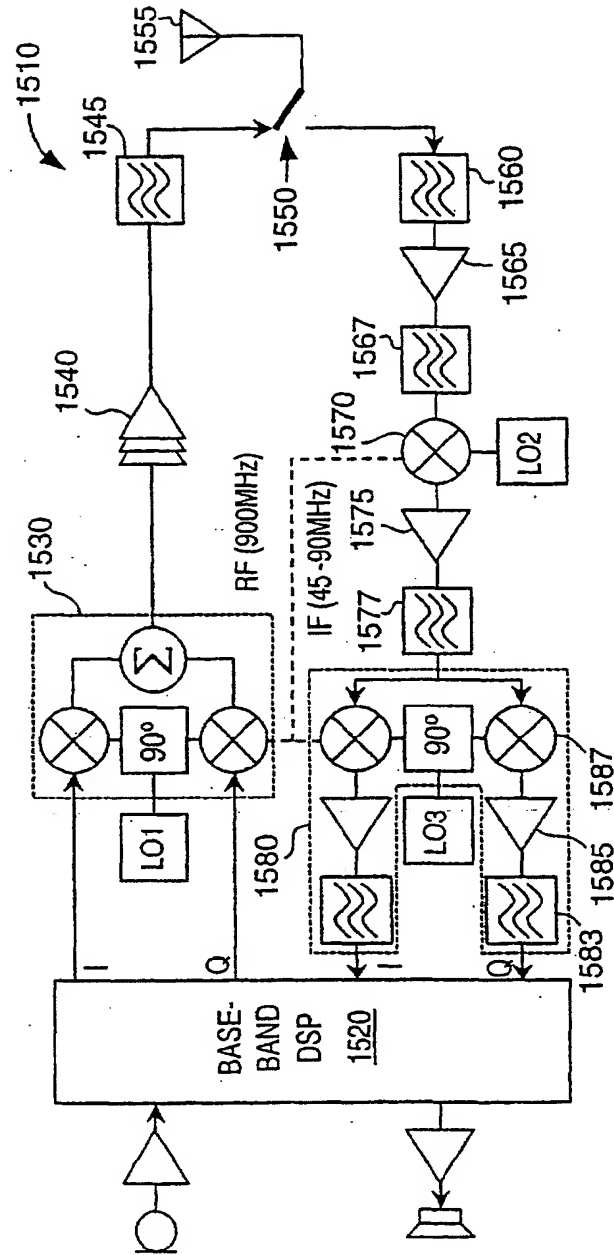 1510
1555
1545
1550
1560
1540
1565
1567
1570
LO2
1530
RF (900MHz)
IF (45-90MHz)
1575
1577
Σ
90°
LO1
I
Q
1580
90°
LO3
1587
1585
1583
I
Q
BASE-
BAND
DSP
1520